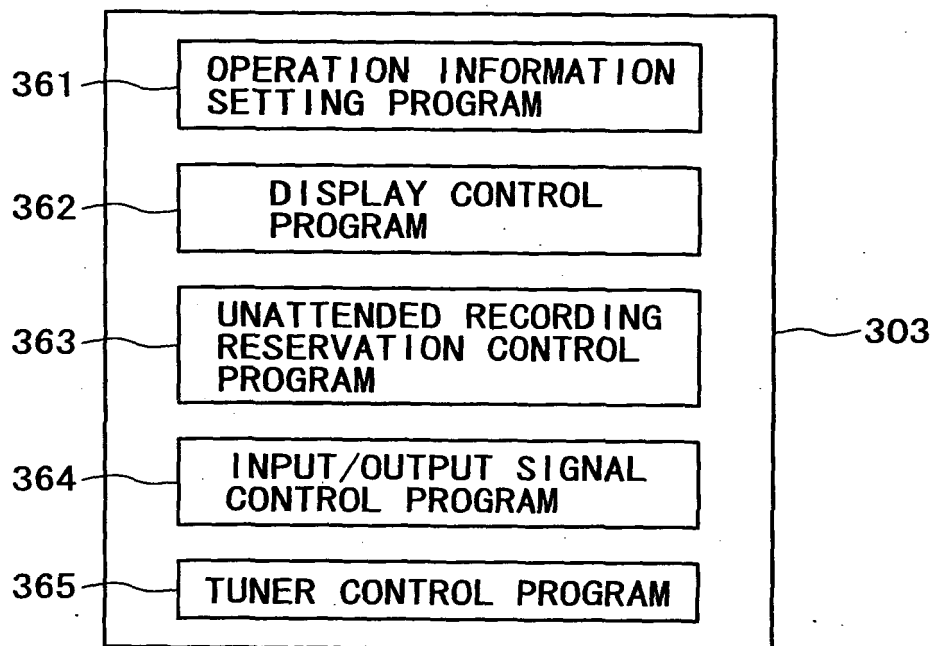 361
OPERATION INFORMATION
SETTING PROGRAM
362
DISPLAY CONTROL
PROGRAM
363
UNATTENDED RECORDING
RESERVATION CONTROL
PROGRAM
303
364
INPUT/OUTPUT SIGNAL
CONTROL PROGRAM
365
TUNER CONTROL PROGRAM